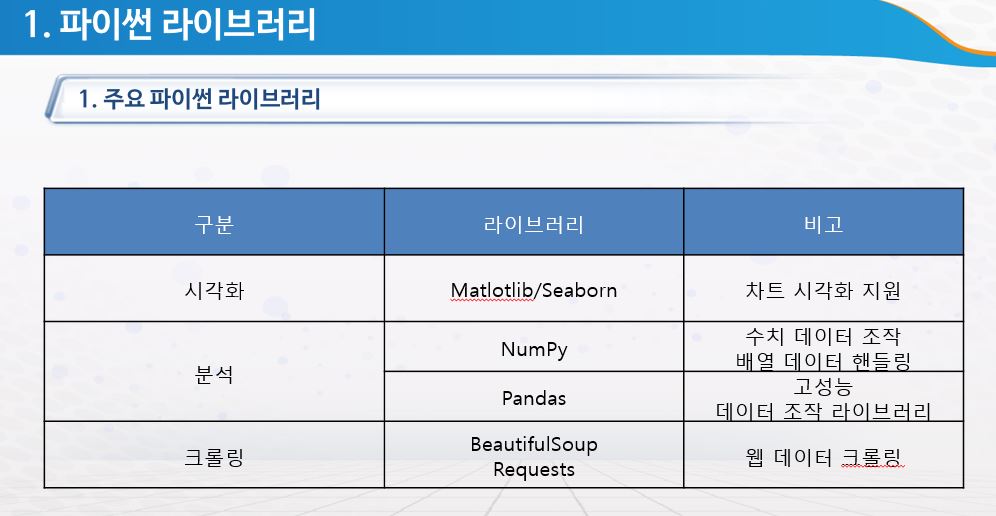 1. 파이썬 라이브러리
1. 주요 파이썬 라이브러리
구분 라이브러리 비고
시각화 Matlotlib/Seaborn 차트 시각화 지원
분석
NumPy
수치 데이터 조작
배열 데이터 핸들링
Pandas
고성능
데이터 조작 라이브러리
크롤링
BeautifulSoup
Requests
웹 데이터 크롤링